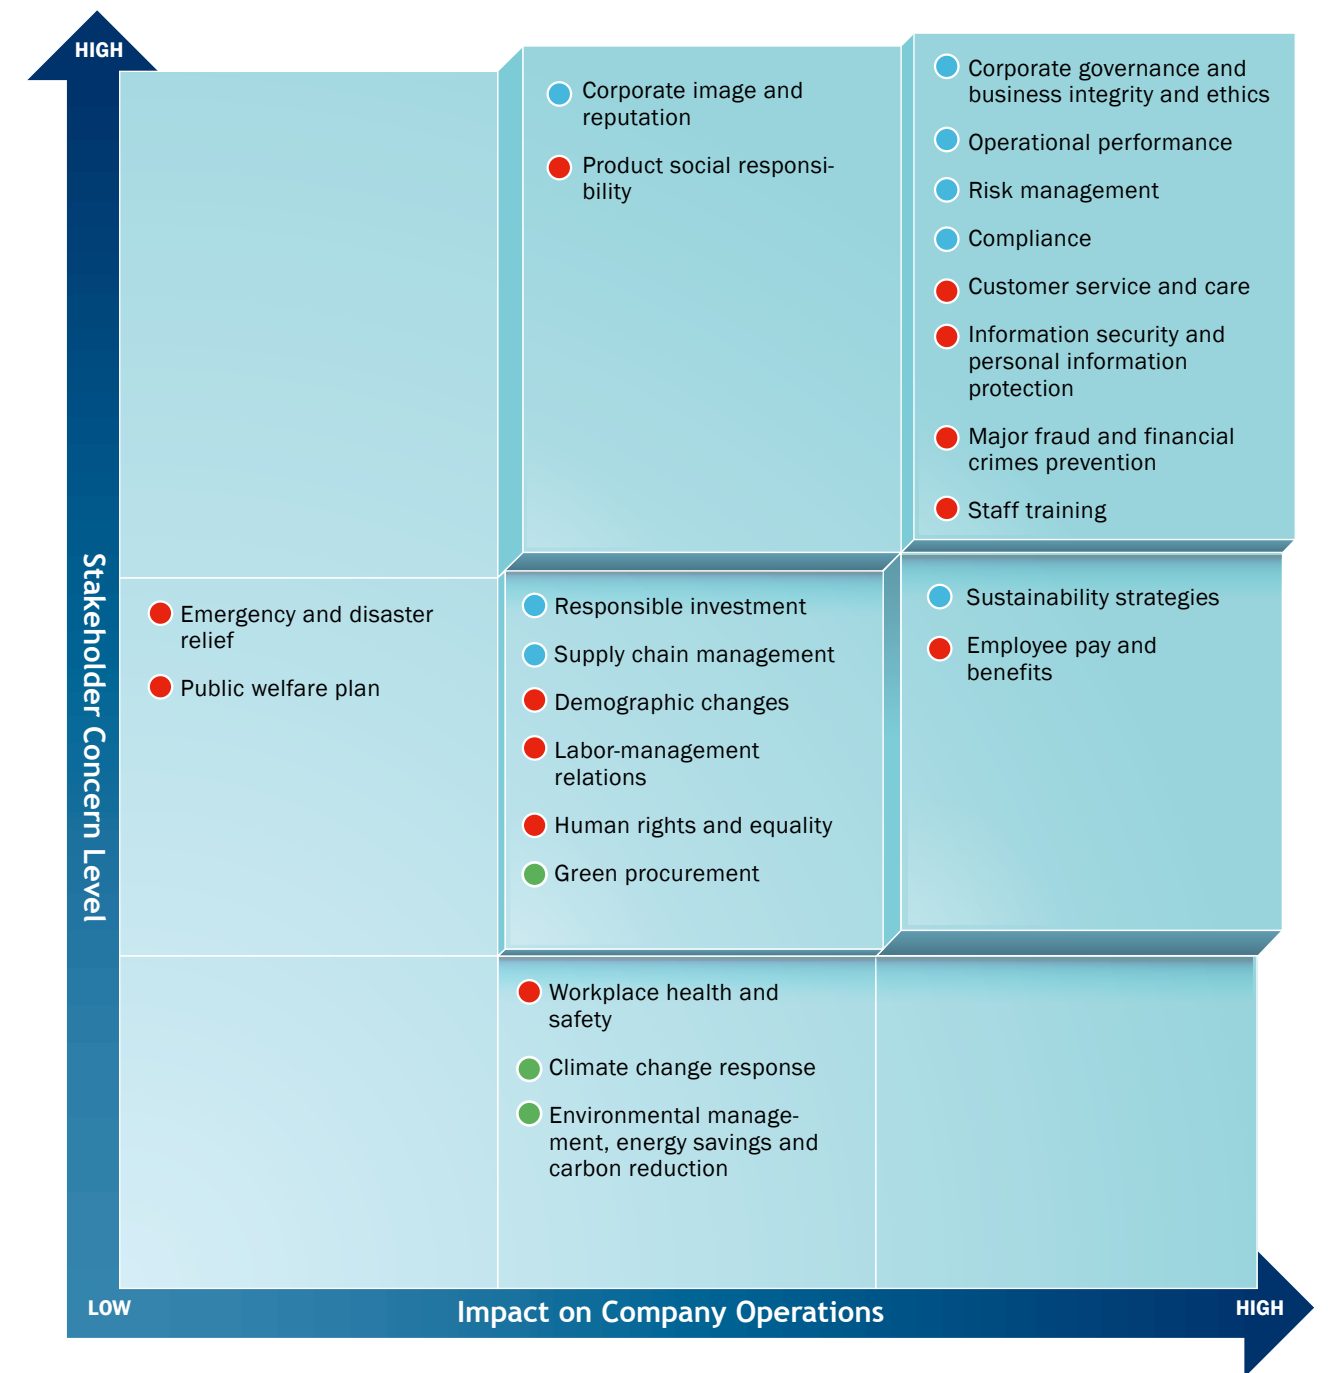 HIGH
Corporate image and
reputation
Product social responsi-
bility
Corporate governance and
business integrity and ethics
Operational performance
Risk management
Compliance
Customer service and care
Information security and
personal information
protection
Major fraud and financial
crimes prevention
Staff training
Stakeholder Concern Level
Emergency and disaster
relief
Public welfare plan
Responsible investment
Supply chain management
Demographic changes
Labor-management
relations
Human rights and equality
Green procurement
Sustainability strategies
Employee pay and
benefits
Workplace health and
safety
Climate change response
Environmental manage-
ment, energy savings and
carbon reduction
LOW
Impact on Company Operations
HIGH